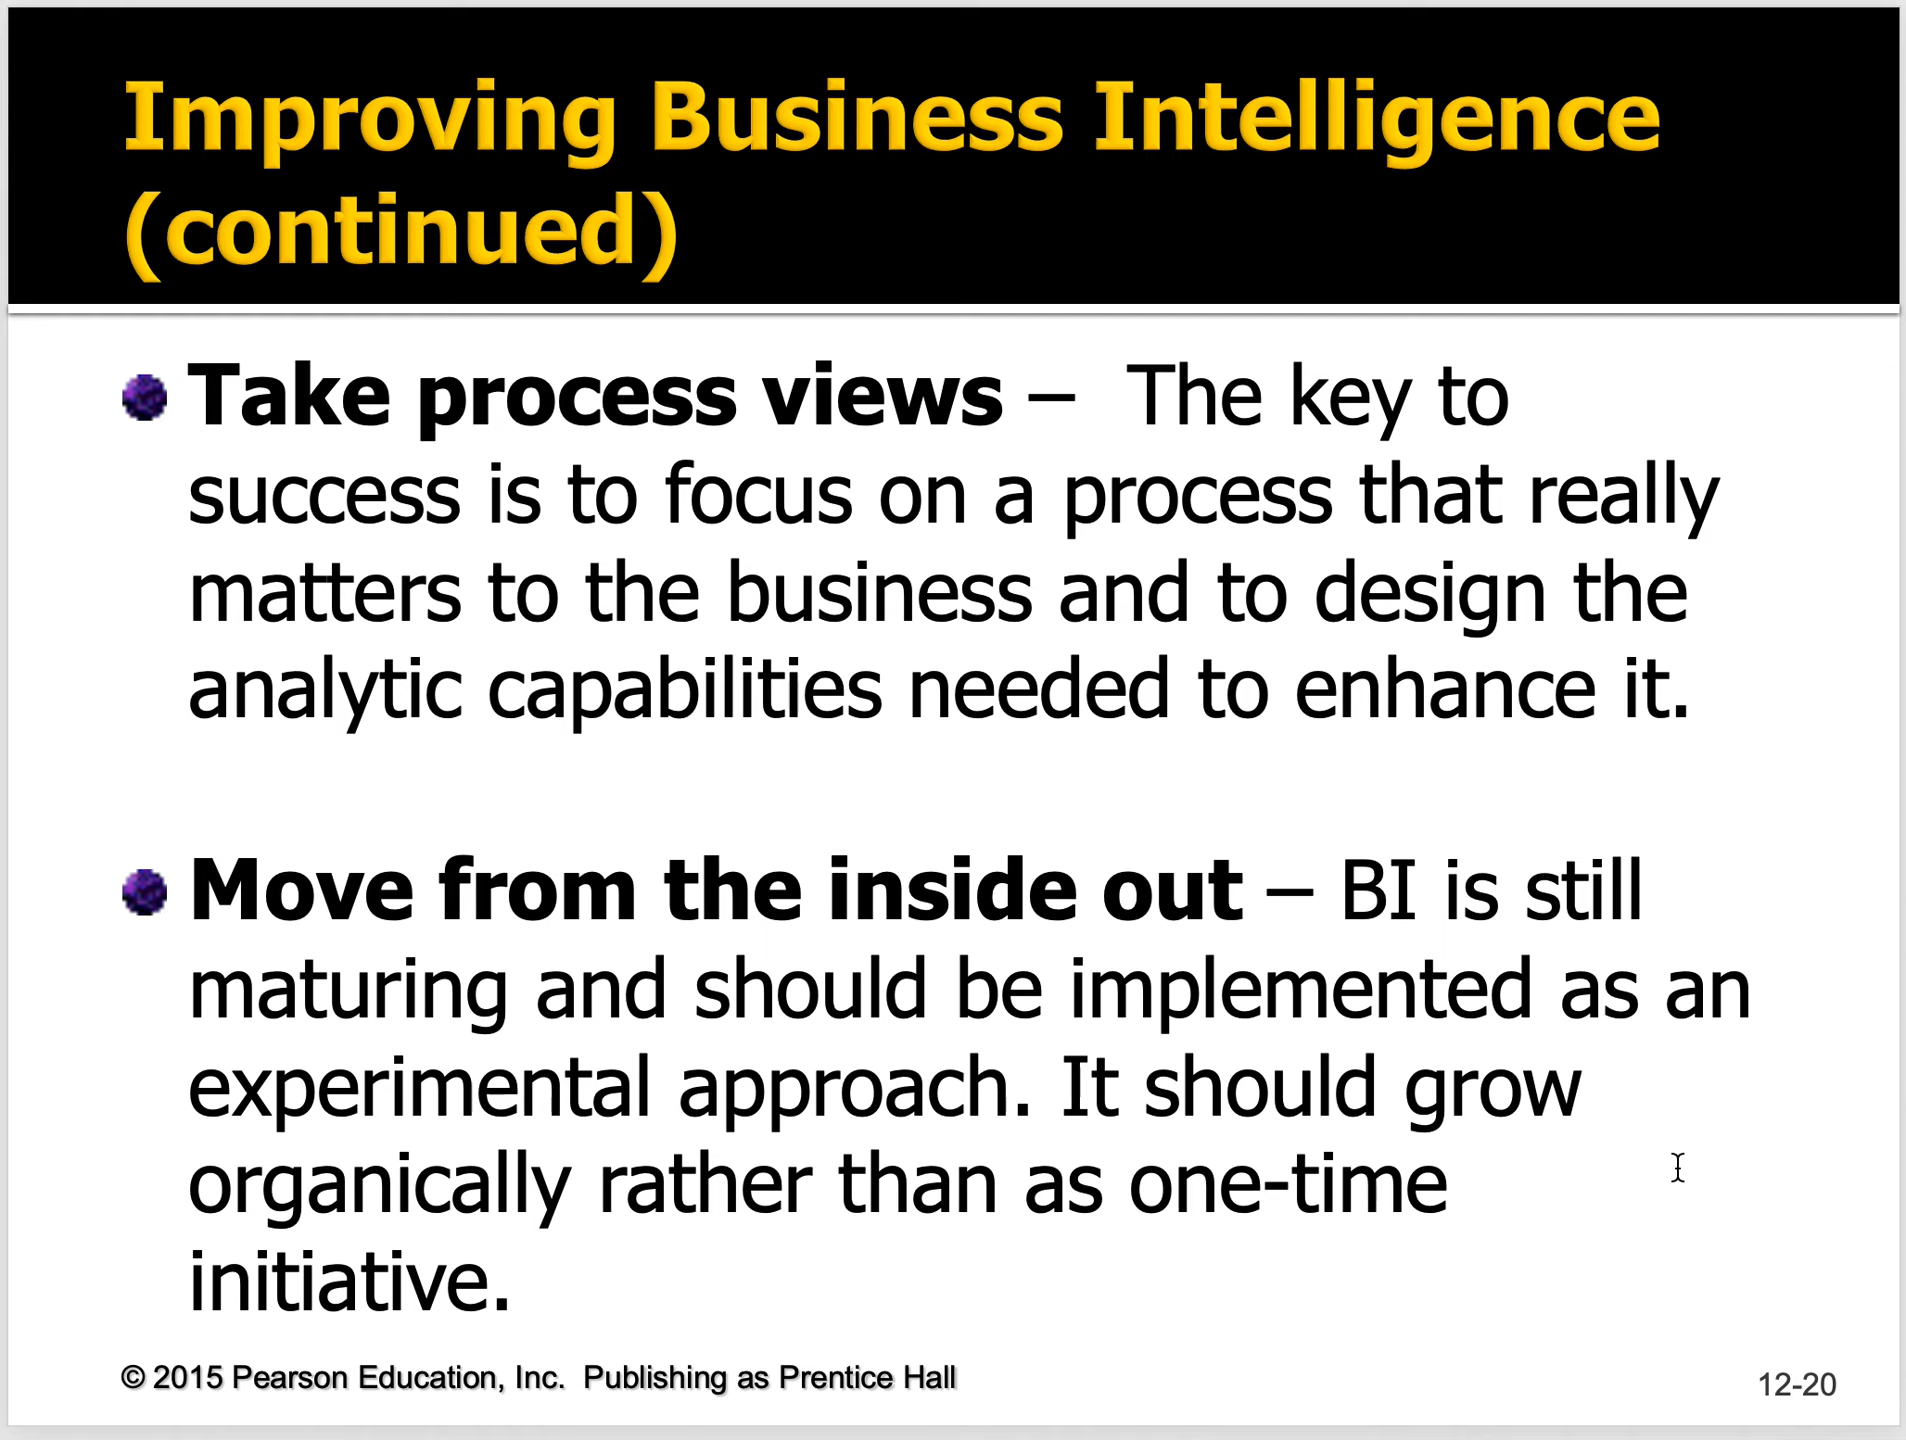 Improving Business Intelligence
(continued)
Take process views –  The key to
success is to focus on a process that really
matters to the business and to design the
analytic capabilities needed to enhance it.
Move from the inside out – BI is still
maturing and should be implemented as an
experimental approach. It should grow
organically rather than as one-time
initiative.
© 2015 Pearson Education, Inc.  Publishing as Prentice Hall
12-20